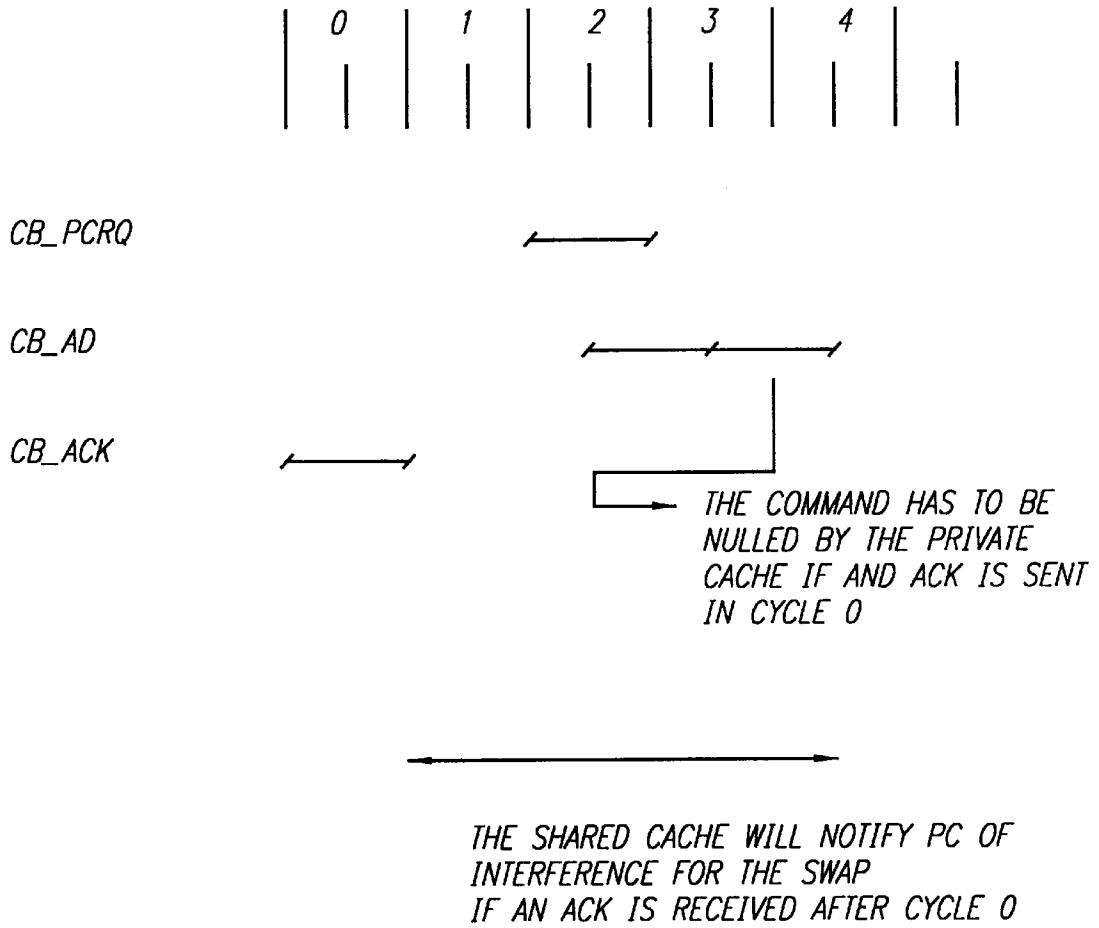 0 1 2 3 4
CB_PCRQ
CB_AD
CB_ACK
THE COMMAND HAS TO BE
NULLED BY THE PRIVATE
CACHE IF AND ACK IS SENT
IN CYCLE 0
THE SHARED CACHE WILL NOTIFY PC OF
INTERFERENCE FOR THE SWAP
IF AN ACK IS RECEIVED AFTER CYCLE 0